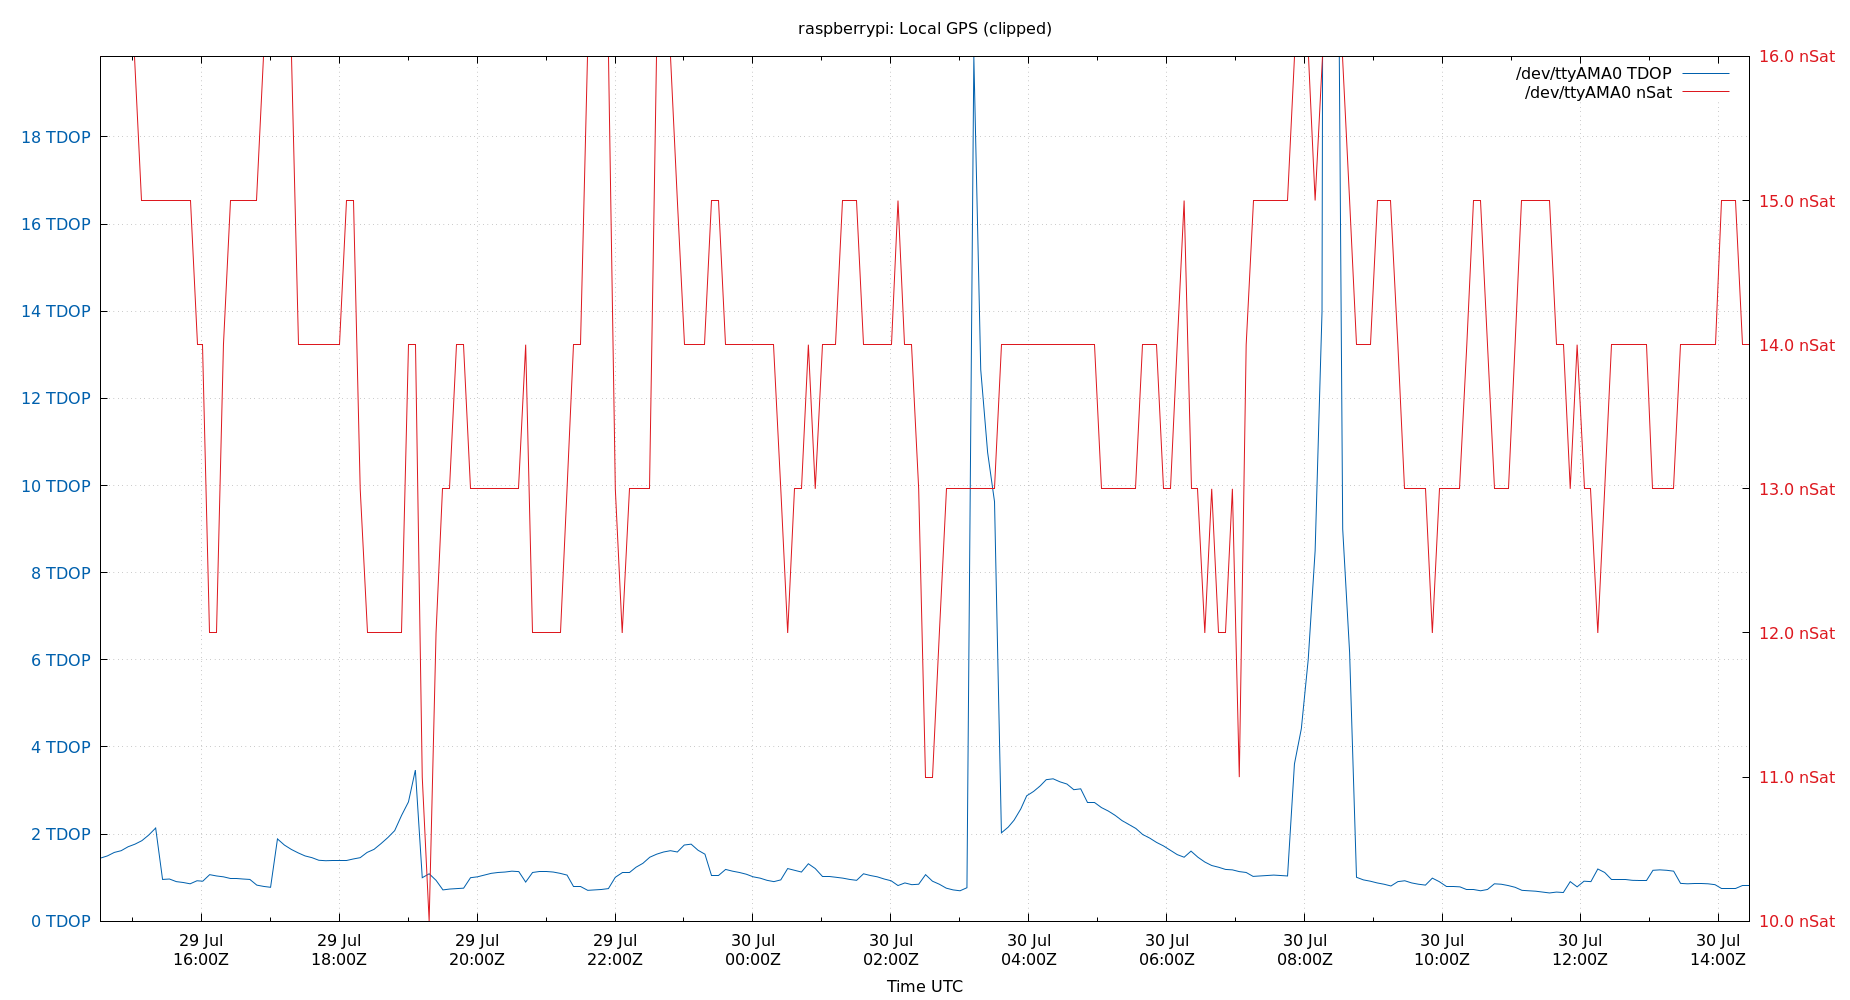 raspberrypi: Local GPS (clipped)
/dev/ttyAMA0 TDOP
/dev/ttyAMA0 nSat
18 TDOP
16 TDOP
14 TDOP
12 TDOP
10 TDOP
8 TDOP
6 TDOP
4 TDOP
2 TDOP
0 TDOP
16.0 nSat
15.0 nSat
14.0 nSat
13.0 nSat
12.0 nSat
11.0 nSat
10.0 nSat
29 Jul
16:00Z
29 Jul
18:00Z
29 Jul
20:00Z
29 Jul
22:00Z
30 Jul
00:00Z
30 Jul
02:00Z
30 Jul
04:00Z
30 Jul
06:00Z
30 Jul
08:00Z
30 Jul
10:00Z
30 Jul
12:00Z
30 Jul
14:00Z
Time UTC